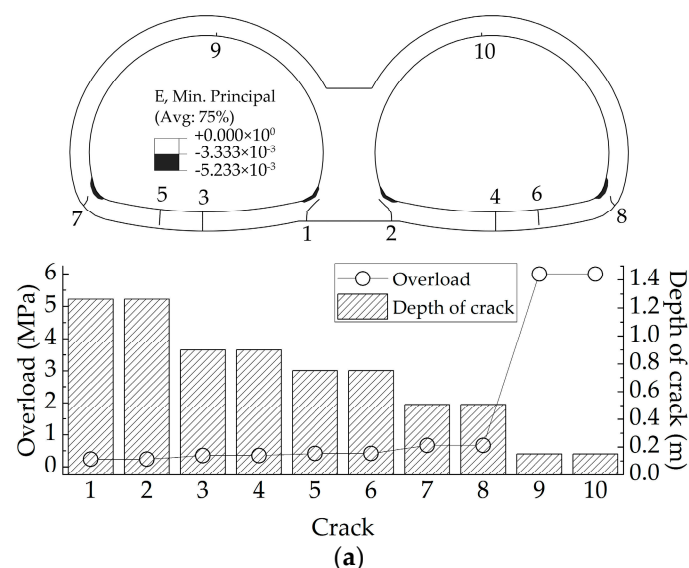 9
10
E, Min. Principal
(Avg: 75%)
+0.000×10⁰
-3.333×10⁻³
-5.233×10⁻³
5
3
4
6
7
1
2
8
Overload
Depth of crack
Overload (MPa)
6
5
4
3
2
1
0
1.4
1.2
1.0
0.8
0.6
0.4
0.2
0.0
Depth of
crack (m)
1 2 3 4 5 6 7 8 9 10
Crack
(a)